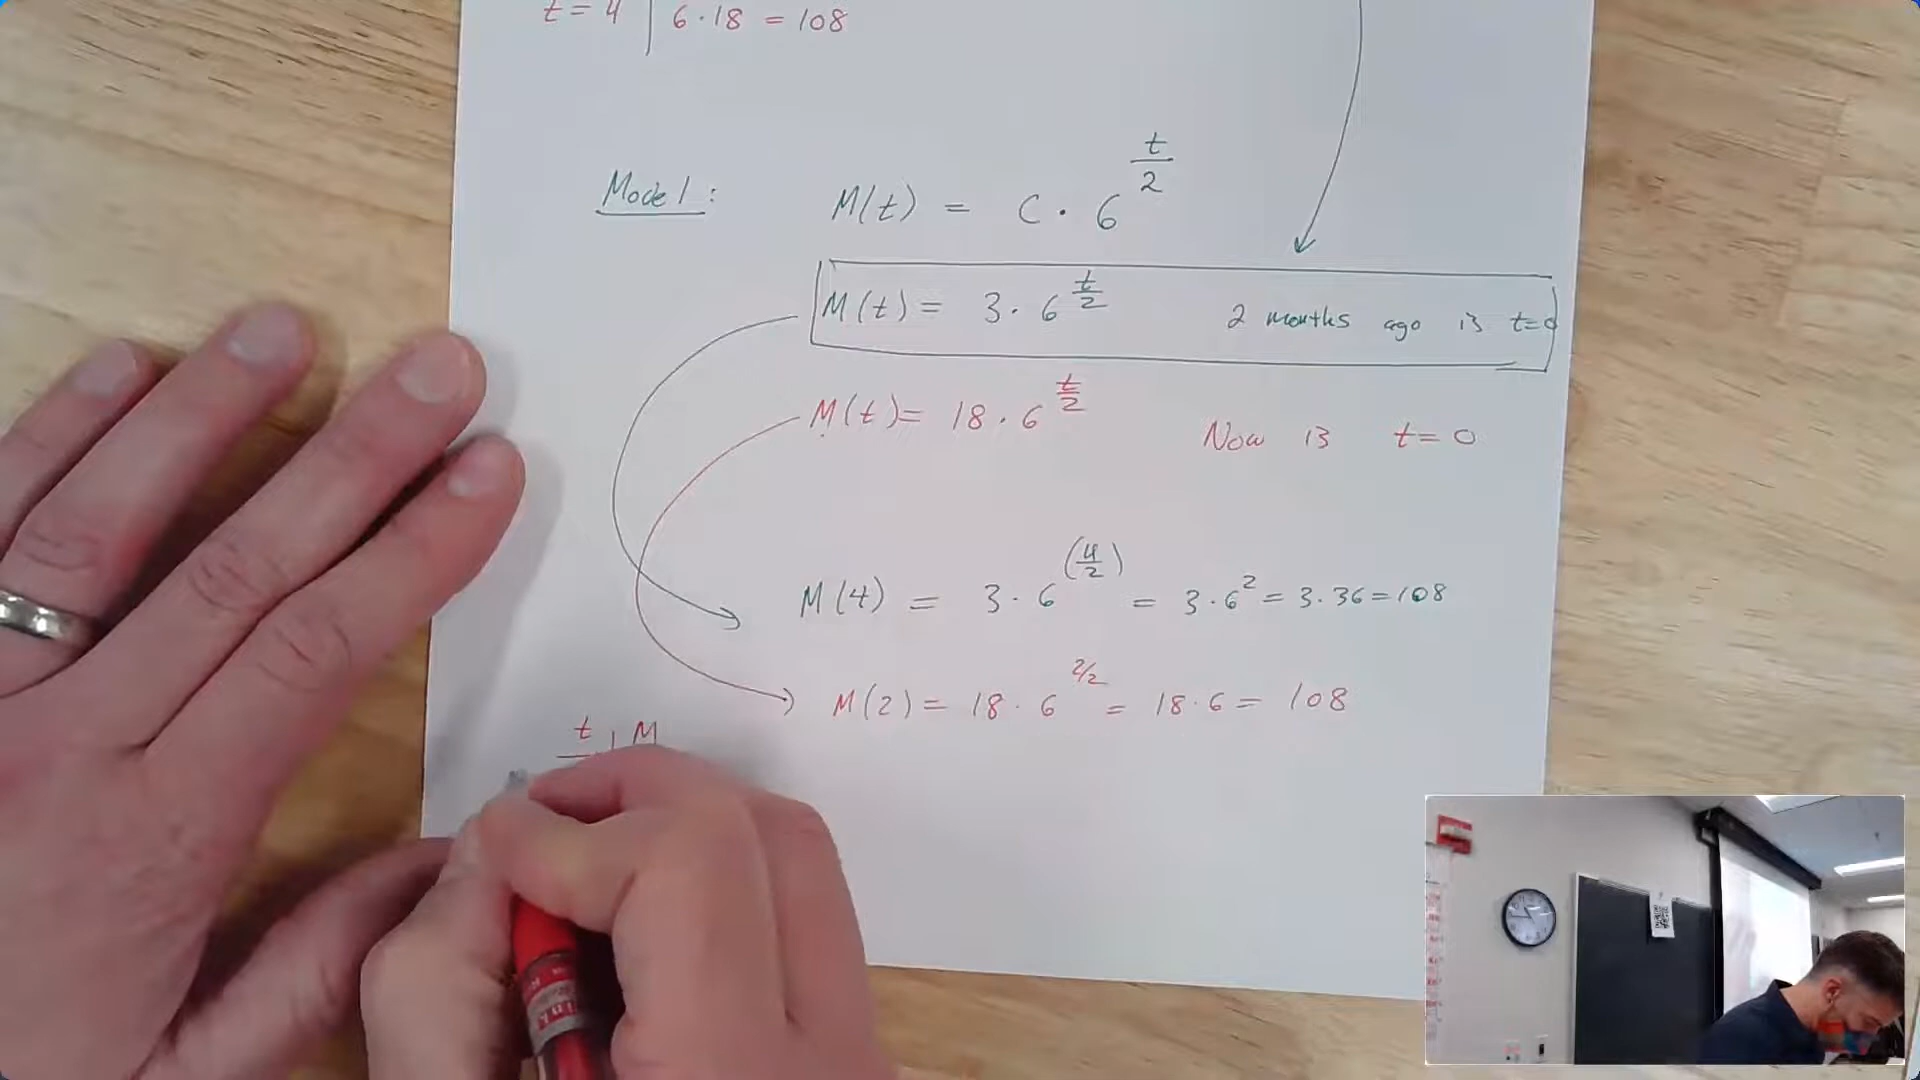 t = 4 | 6 · 18 = 108
Model : M(t) = C · 6^(t/2)
M(t) = 3 · 6^(t/2) 2 months ago is t=0
M(t) = 18 · 6^(t/2) Now is t = 0
M(4) = 3 · 6^(4/2) = 3 · 6^2 = 3 . 36 = 108
M(2) = 18 · 6^(2/2) = 18 · 6 = 108
t | M